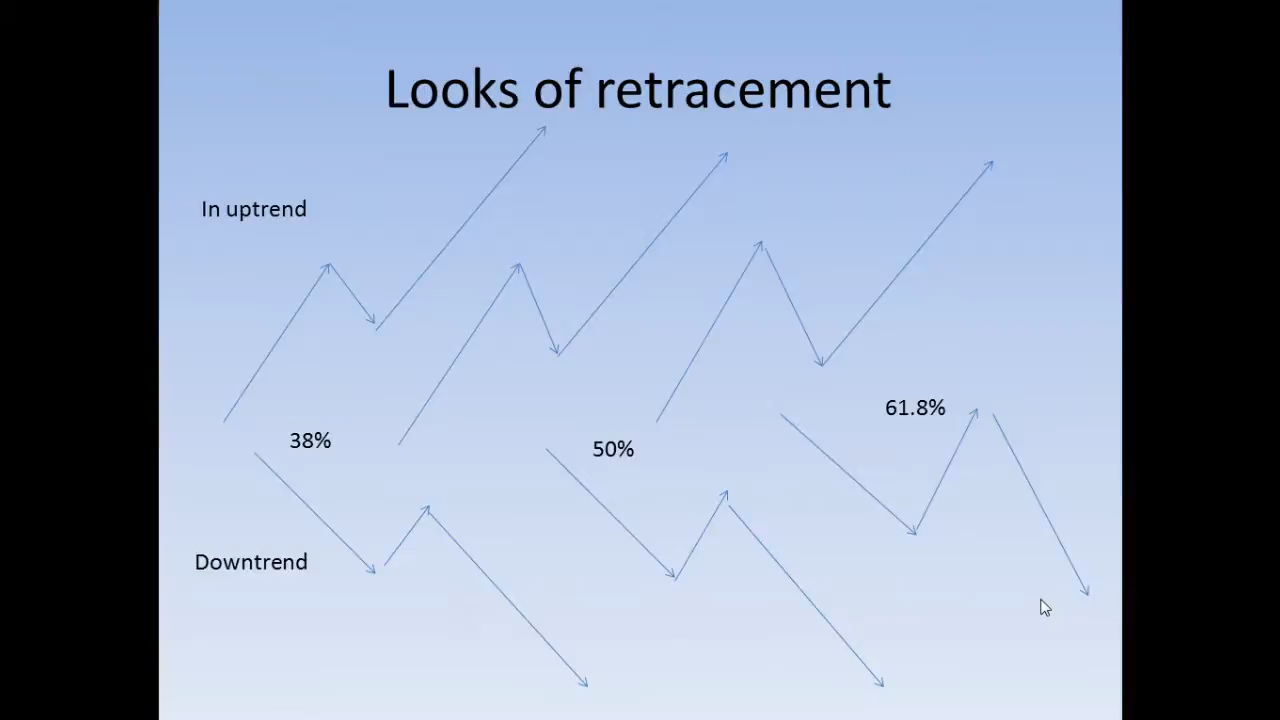 Looks of retracement
In uptrend
61.8%
38%
50%
Downtrend